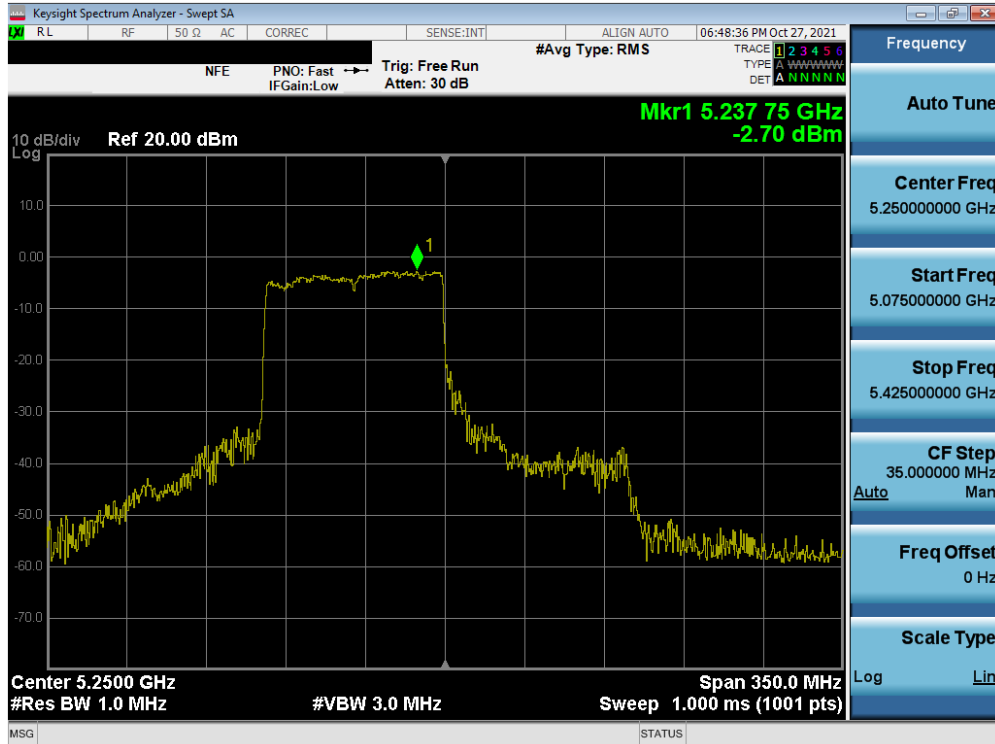 Keysight Spectrum Analyzer - Swept SA
LXI RL RF 50 Ω AC CORREC SENSE:INT ALIGN AUTO 06:48:36 PM Oct 27, 2021
NFE PNO: Fast Trig: Free Run #Avg Type: RMS TRACE 1 2 3 4 5 6
IFGain:Low Atten: 30 dB TYPE A WWWWW
DET A N N N N N
Mkr1 5.237 75 GHz
-2.70 dBm
10 dB/div Ref 20.00 dBm
Log
10.0
1
0.00
-10.0
-20.0
-30.0
-40.0
-50.0
-60.0
-70.0
Center 5.2500 GHz Span 350.0 MHz
#Res BW 1.0 MHz #VBW 3.0 MHz Sweep 1.000 ms (1001 pts)
MSG STATUS
Frequency
Auto Tune
Center Freq
5.250000000 GHz
Start Freq
5.075000000 GHz
Stop Freq
5.425000000 GHz
CF Step
35.000000 MHz
Auto Man
Freq Offset
0 Hz
Scale Type
Log Lin